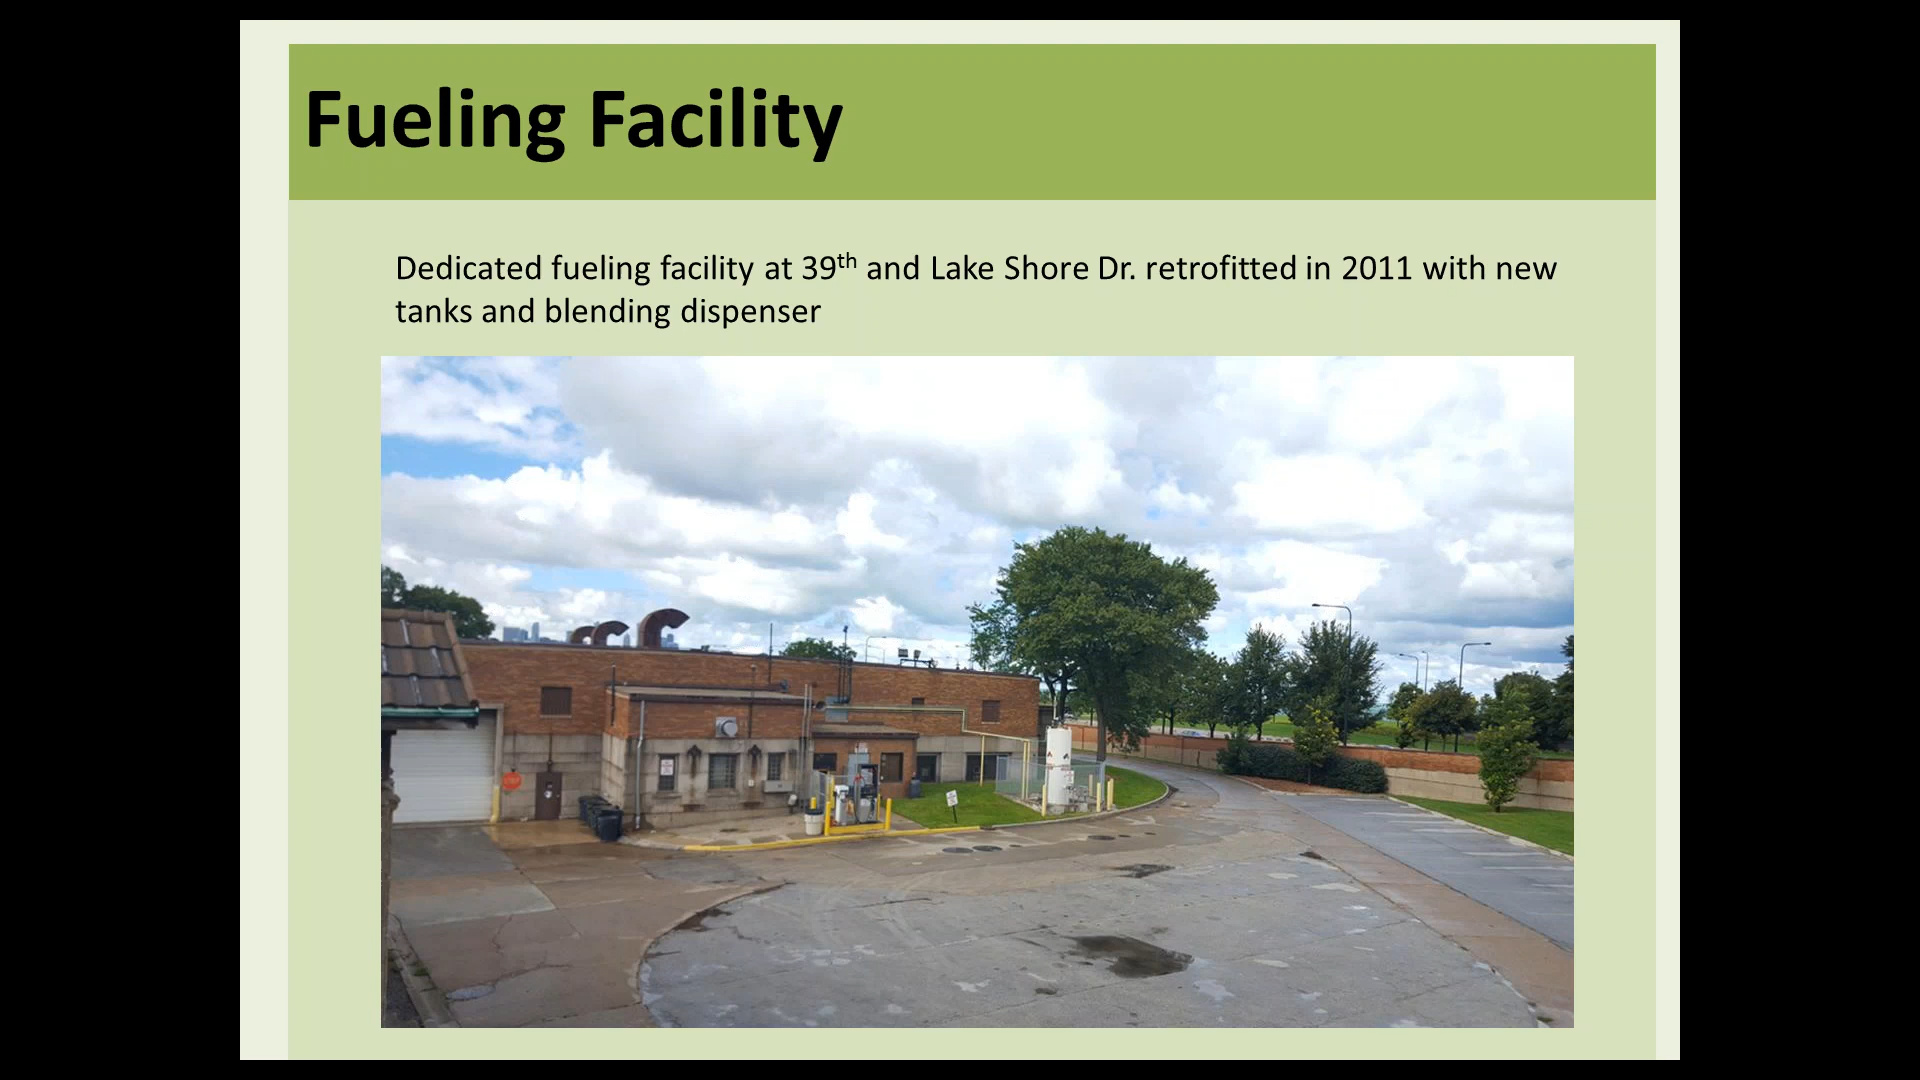 Fueling Facility
Dedicated fueling facility at 39th and Lake Shore Dr. retrofitted in 2011 with new
tanks and blending dispenser